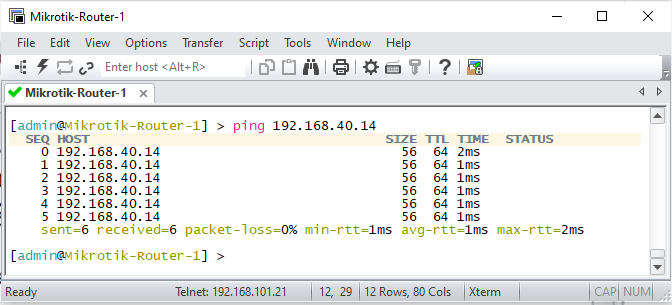 Mikrotik-Router-1
File Edit View Options Transfer Script Tools Window Help
Enter host <Alt+R>
Mikrotik-Router-1
[admin@Mikrotik-Router-1] > ping 192.168.40.14
SEQ HOST SIZE TTL TIME STATUS
0 192.168.40.14 56 64 2ms
1 192.168.40.14 56 64 1ms
2 192.168.40.14 56 64 1ms
3 192.168.40.14 56 64 1ms
4 192.168.40.14 56 64 1ms
5 192.168.40.14 56 64 1ms
sent=6 received=6 packet-loss=0% min-rtt=1ms avg-rtt=1ms max-rtt=2ms
[admin@Mikrotik-Router-1] >
Ready Telnet: 192.168.101.21 12, 29 12 Rows, 80 Cols Xterm CAP NUM